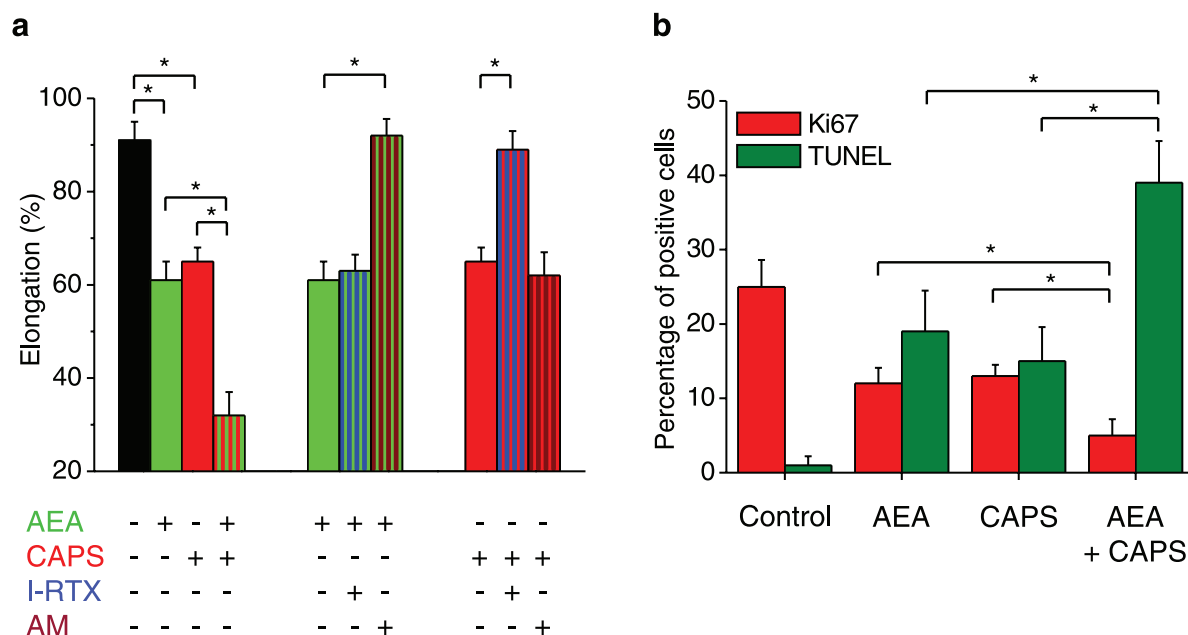 a
* * * *
* *
* *
*
100
80
60
40
20
Elongation (%)
AEA - + - + + + + - - -
CAPS - - + + - - - + + +
I-RTX - - - - - + - - + -
AM - - - - - - + - - +
b
*
*
*
*
50
40
30
20
10
0
Percentage of positive cells
Ki67
TUNEL
Control AEA CAPS AEA
+ CAPS